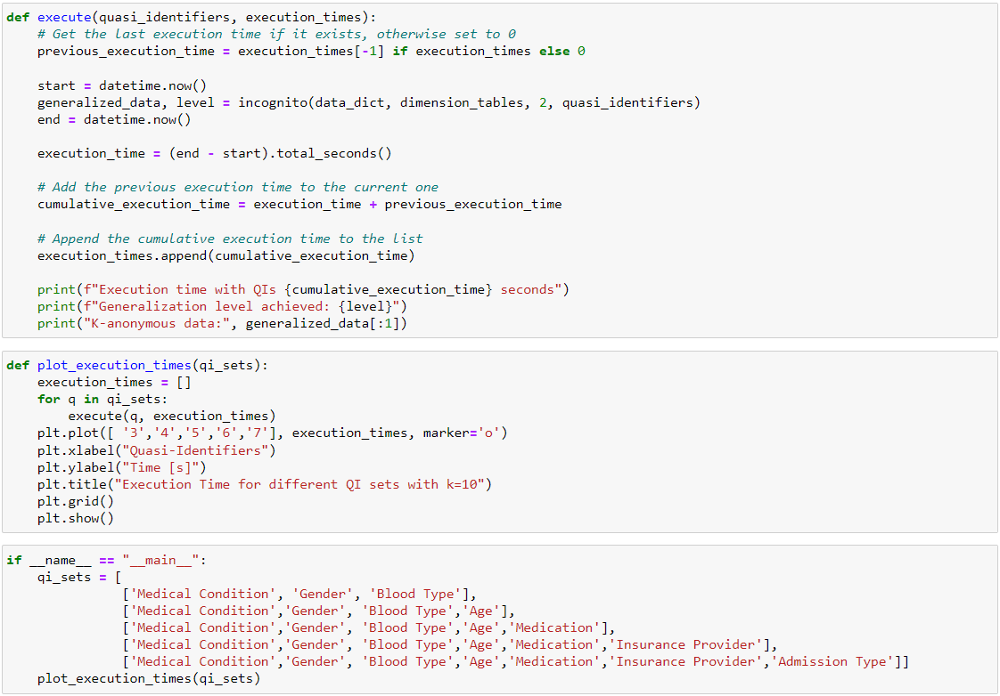 def execute(quasi_identifiers, execution_times):
    # Get the last execution time if it exists, otherwise set to 0
    previous_execution_time = execution_times[-1] if execution_times else 0

    start = datetime.now()
    generalized_data, level = incognito(data_dict, dimension_tables, 2, quasi_identifiers)
    end = datetime.now()

    execution_time = (end - start).total_seconds()

    # Add the previous execution time to the current one
    cumulative_execution_time = execution_time + previous_execution_time

    # Append the cumulative execution time to the list
    execution_times.append(cumulative_execution_time)

    print(f"Execution time with QIs {cumulative_execution_time} seconds")
    print(f"Generalization level achieved: {level}")
    print("K-anonymous data:", generalized_data[:1])

def plot_execution_times(qi_sets):
    execution_times = []
    for q in qi_sets:
        execute(q, execution_times)
    plt.plot([ '3','4','5','6','7'], execution_times, marker='o')
    plt.xlabel("Quasi-Identifiers")
    plt.ylabel("Time [s]")
    plt.title("Execution Time for different QI sets with k=10")
    plt.grid()
    plt.show()

if __name__ == "__main__":
    qi_sets = [
               ['Medical Condition', 'Gender', 'Blood Type'],
               ['Medical Condition','Gender', 'Blood Type','Age'],
               ['Medical Condition','Gender', 'Blood Type','Age','Medication'],
               ['Medical Condition','Gender', 'Blood Type','Age','Medication','Insurance Provider'],
               ['Medical Condition','Gender', 'Blood Type','Age','Medication','Insurance Provider','Admission Type']]
    plot_execution_times(qi_sets)